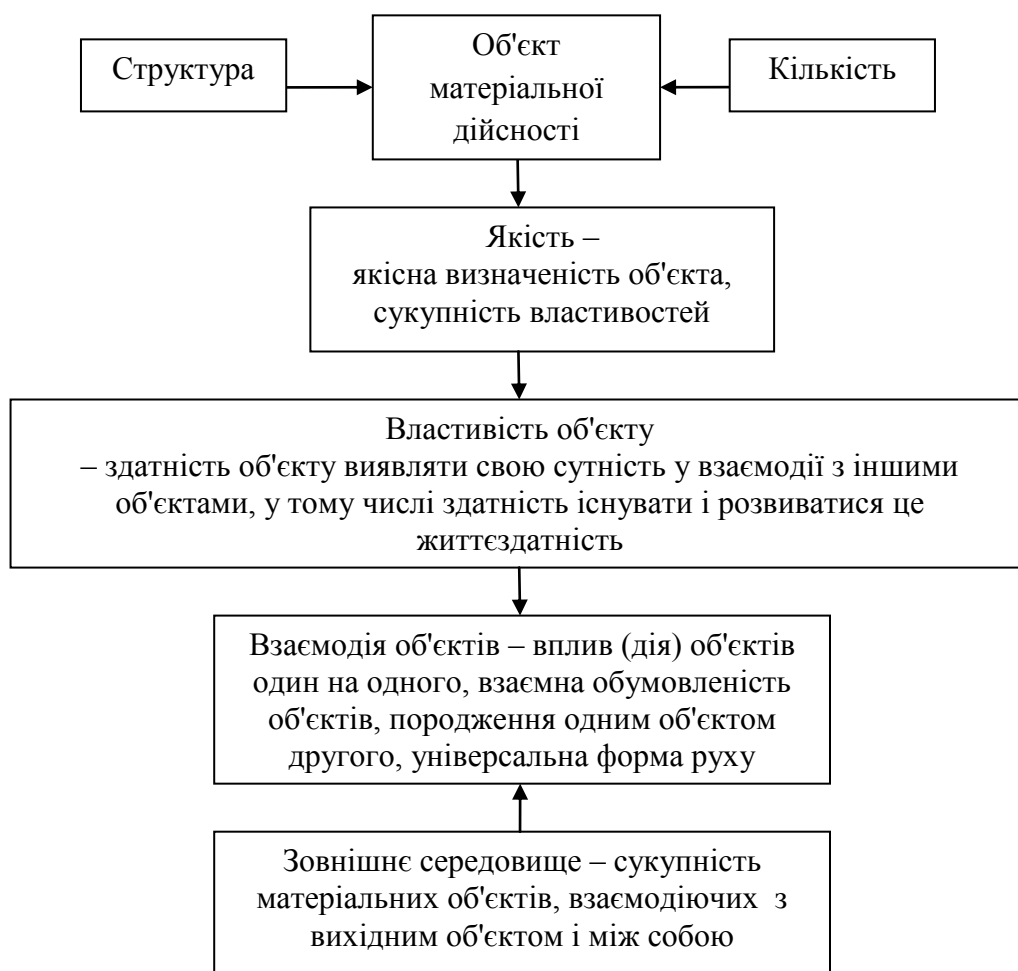 Структура
Об'єкт
матеріальної
дійсності
Кількість
Якість –
якісна визначеність об'єкта,
сукупність властивостей
Властивість об'єкту
– здатність об'єкту виявляти свою сутність у взаємодії з іншими
об'єктами, у тому числі здатність існувати і розвиватися це
життєздатність
Взаємодія об'єктів – вплив (дія) об'єктів
один на одного, взаємна обумовленість
об'єктів, породження одним об'єктом
другого, універсальна форма руху
Зовнішнє середовище – сукупність
матеріальних об'єктів, взаємодіючих з
вихідним об'єктом і між собою